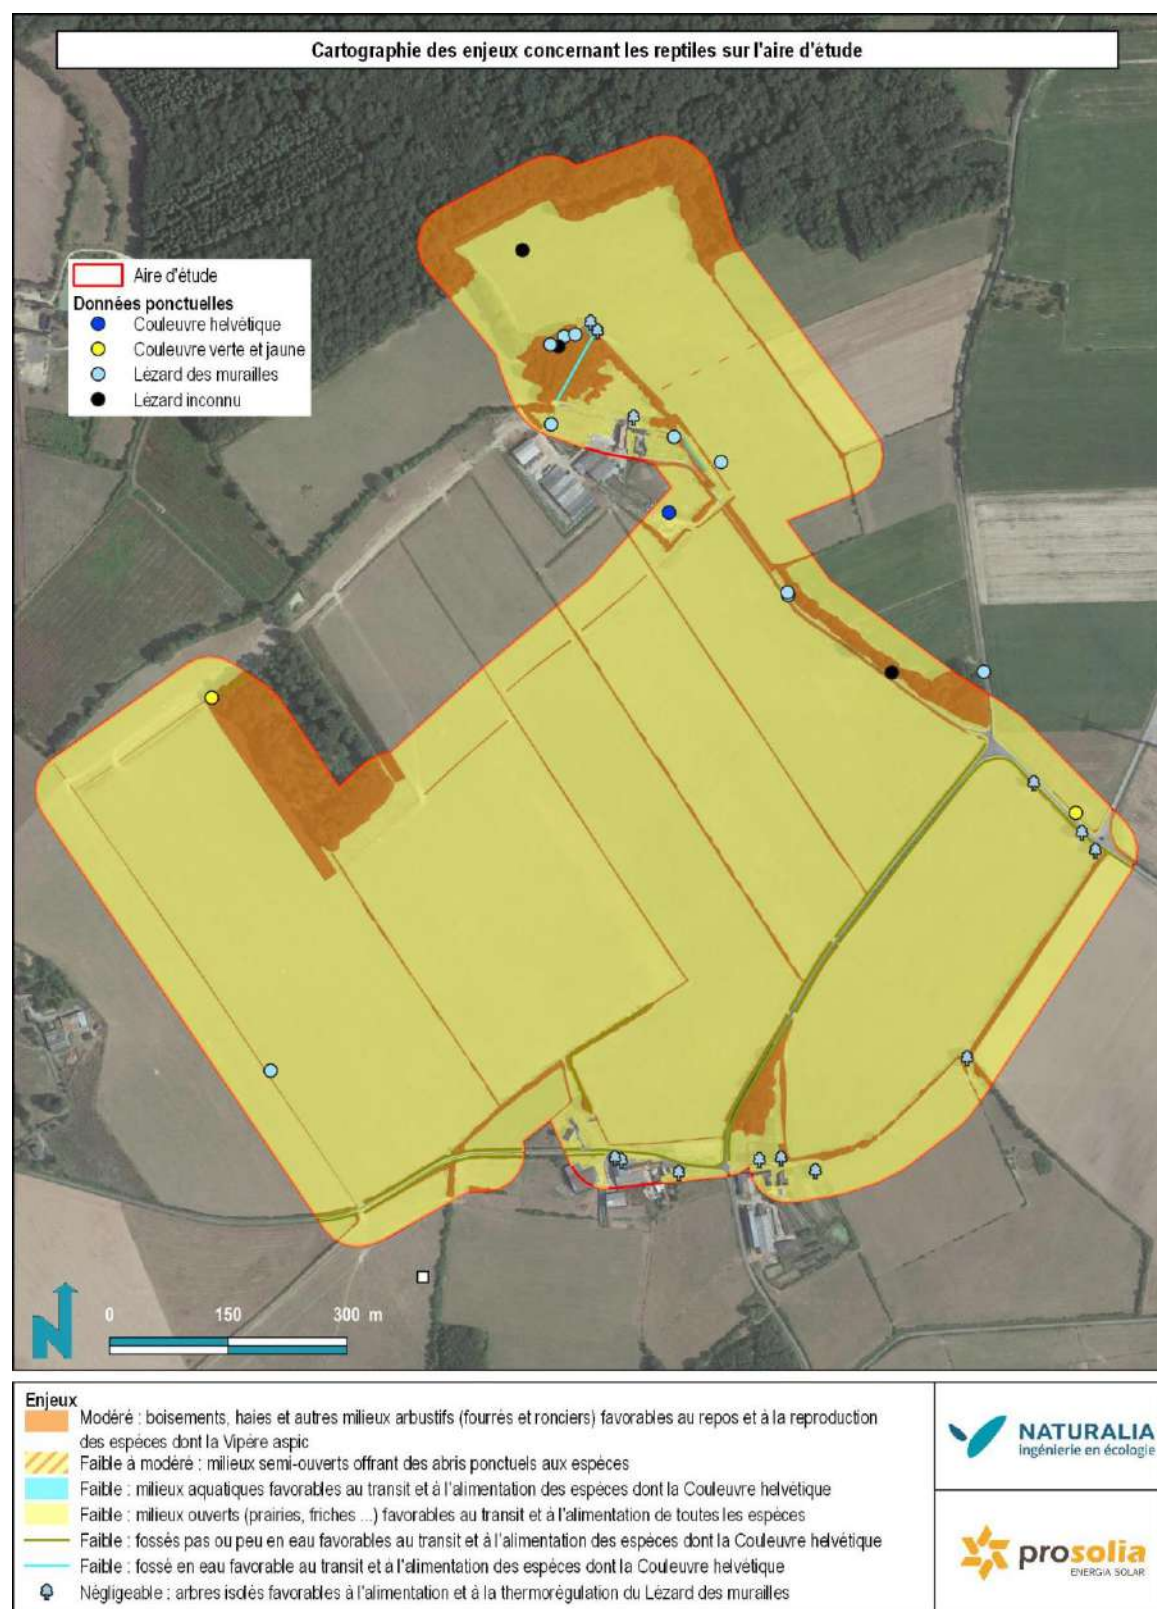 Cartographie des enjeux concernant les reptiles sur l'aire d'étude
Aire d'étude
Données ponctuelles
Couleuvre helvétique
Couleuvre verte et jaune
Lézard des murailles
Lézard inconnu
N
0 150 300 m
Enjeux
Modéré : boisements, haies et autres milieux arbustifs (fourrés et ronciers) favorables au repos et à la reproduction
des espèces dont la Vipère aspic
Faible à modéré : milieux semi-ouverts offrant des abris ponctuels aux espèces
Faible : milieux aquatiques favorables au transit et à l'alimentation des espèces dont la Couleuvre helvétique
Faible : milieux ouverts (prairies, friches ...) favorables au transit et à l'alimentation de toutes les espèces
Faible : fossés pas ou peu en eau favorables au transit et à l'alimentation des espèces dont la Couleuvre helvétique
Faible : fossé en eau favorable au transit et à l'alimentation des espèces dont la Couleuvre helvétique
Négligeable : arbres isolés favorables à l'alimentation et à la thermorégulation du Lézard des murailles
NATURALIA
ingénierie en écologie
prosolia
ENERGIA SOLAR